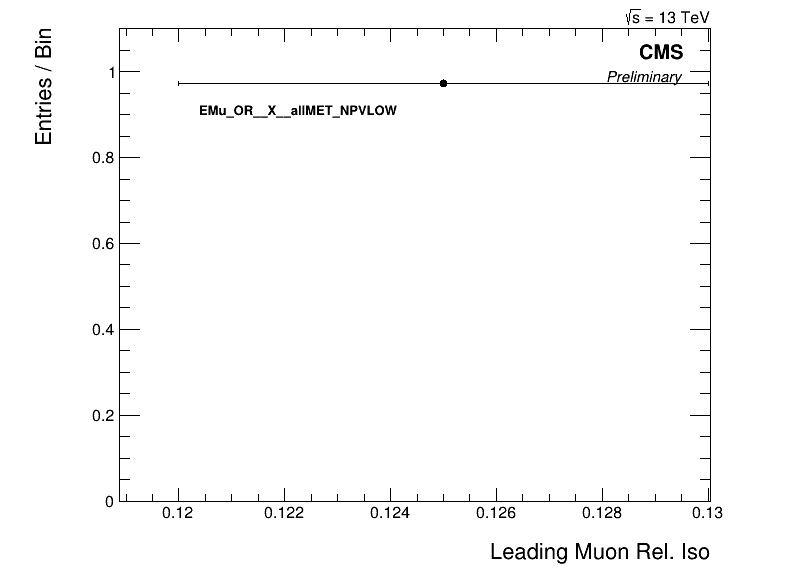 √s = 13 TeV
CMS
Preliminary
EMu_OR__X__allMET_NPVLOW
Entries / Bin
1
0.8
0.6
0.4
0.2
0
0.12 0.122 0.124 0.126 0.128 0.13
Leading Muon Rel. Iso